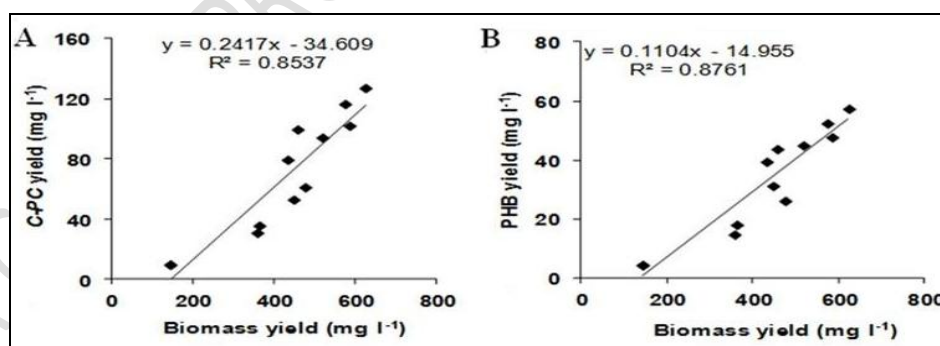 A
y = 0.2417x - 34.609
R² = 0.8537
160
120
80
40
0
0 200 400 600 800
C-PC yield (mg l⁻¹)
Biomass yield (mg l⁻¹)
B
y = 0.1104x - 14.955
R² = 0.8761
80
60
40
20
0
0 200 400 600 800
PHB yield (mg l⁻¹)
Biomass yield (mg l⁻¹)